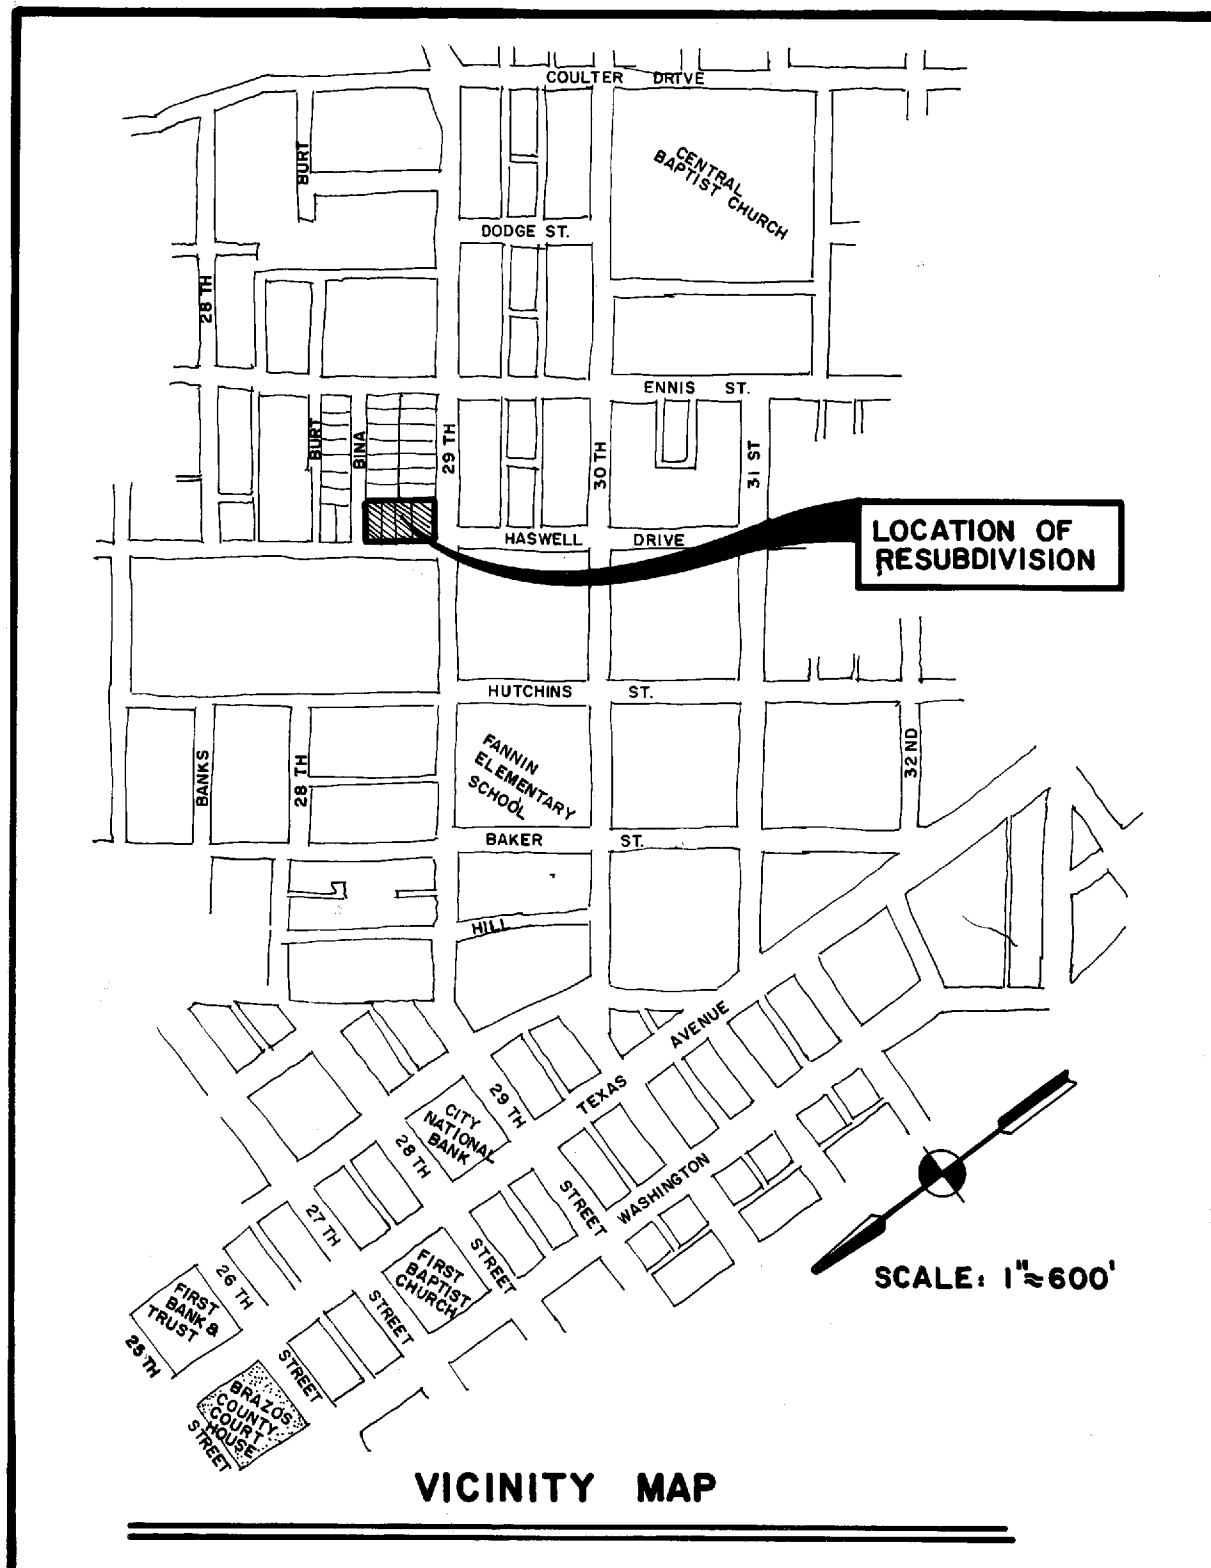 COULTER DRIVE
BURT
CENTRAL
BAPTIST CHURCH
DODGE ST.
28 TH
ENNIS ST.
BURT
BINA
29 TH
30 TH
31 ST
HASWELL DRIVE
LOCATION OF
RESUBDIVISION
HUTCHINS ST.
BANKS
28 TH
FANNIN
ELEMENTARY
SCHOOL
32 ND
BAKER ST.
HILL
TEXAS AVENUE
29 TH
STREET
CITY
NATIONAL
BANK
28 TH
STREET
WASHINGTON
27 TH
STREET
FIRST
BAPTIST
CHURCH
26 TH
STREET
FIRST
BANK &
TRUST
25 TH
STREET
BRAZOS
COUNTY
COURT
HOUSE
SCALE: 1"≈600'
VICINITY MAP